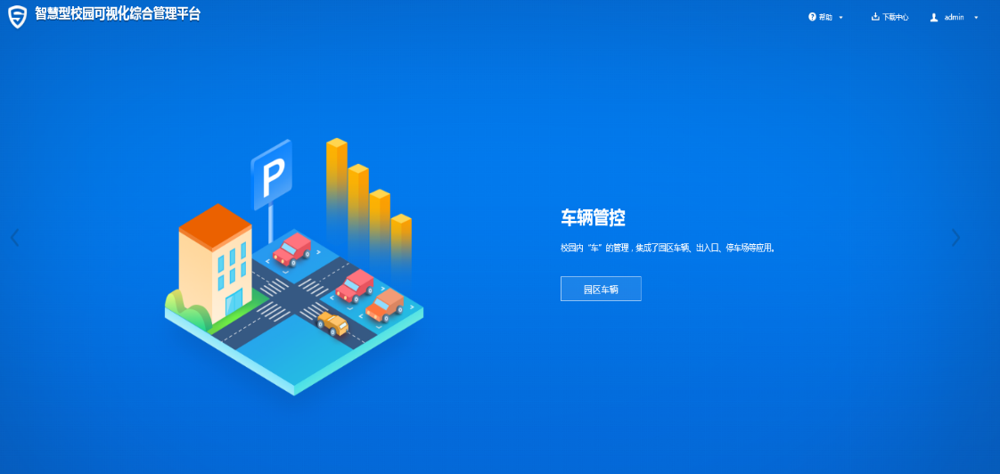 智慧型校园可视化综合管理平台
帮助
下载中心
admin
P
车辆管控
校园内“车”的管理，集成了园区车辆、出入口、停车场等应用。
园区车辆